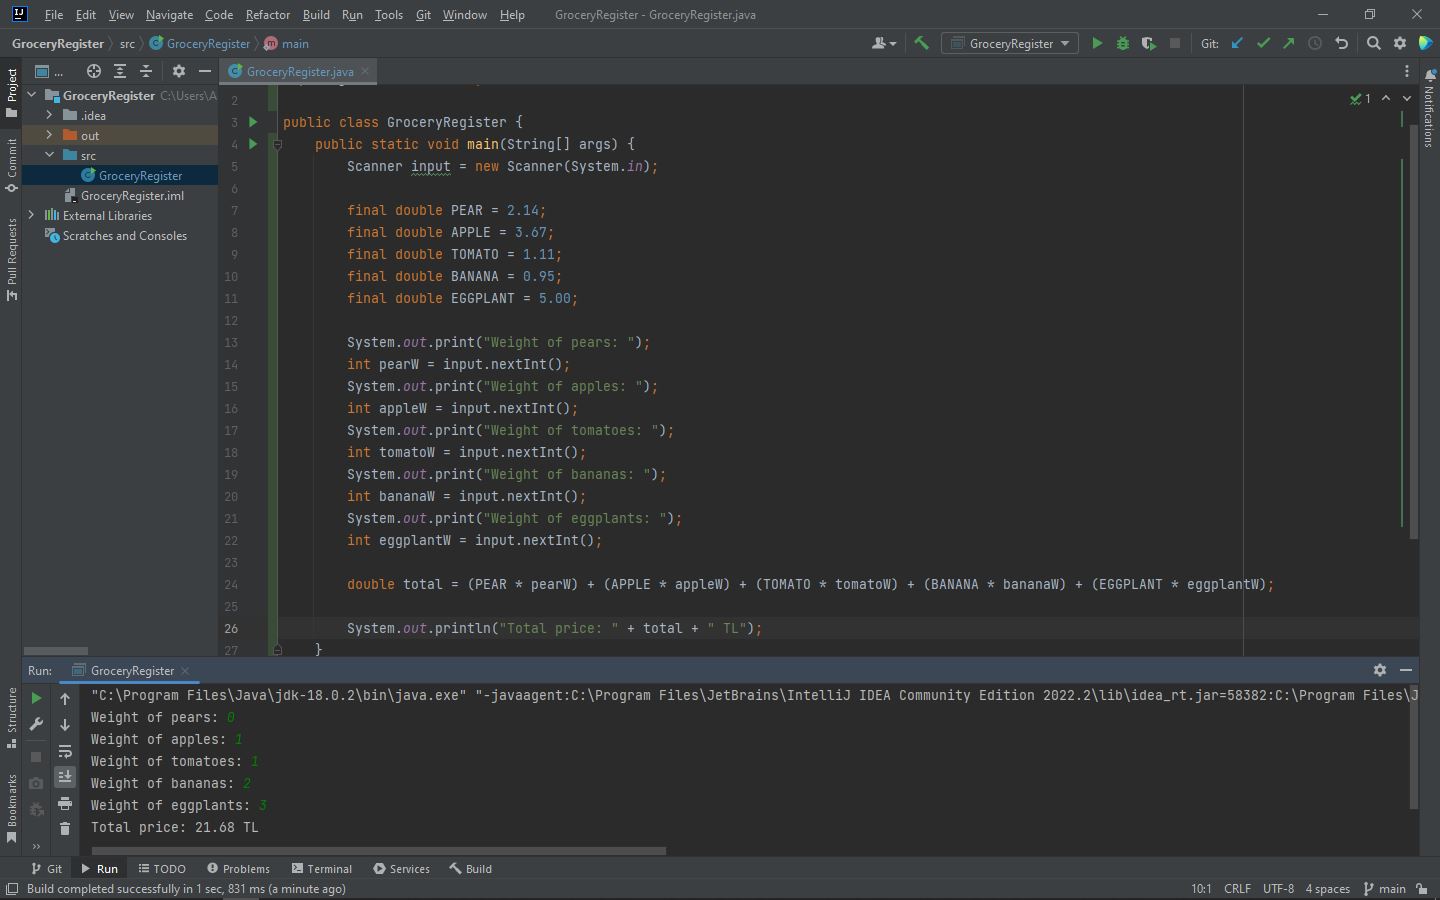 File Edit View Navigate Code Refactor Build Run Tools Git Window Help GroceryRegister - GroceryRegister.java
GroceryRegister src GroceryRegister main GroceryRegister Git:
Project
Commit
Pull Requests
Structure
Bookmarks
...
GroceryRegister C:\Users\A
.idea
out
src
GroceryRegister
GroceryRegister.iml
External Libraries
Scratches and Consoles
GroceryRegister.java
1
2
3 public class GroceryRegister {
4 public static void main(String[] args) {
5 Scanner input = new Scanner(System.in);
6
7 final double PEAR = 2.14;
8 final double APPLE = 3.67;
9 final double TOMATO = 1.11;
10 final double BANANA = 0.95;
11 final double EGGPLANT = 5.00;
12
13 System.out.print("Weight of pears: ");
14 int pearW = input.nextInt();
15 System.out.print("Weight of apples: ");
16 int appleW = input.nextInt();
17 System.out.print("Weight of tomatoes: ");
18 int tomatoW = input.nextInt();
19 System.out.print("Weight of bananas: ");
20 int bananaW = input.nextInt();
21 System.out.print("Weight of eggplants: ");
22 int eggplantW = input.nextInt();
23
24 double total = (PEAR * pearW) + (APPLE * appleW) + (TOMATO * tomatoW) + (BANANA * bananaW) + (EGGPLANT * eggplantW);
25
26 System.out.println("Total price: " + total + " TL");
27 }
Notifications
Run: GroceryRegister
"C:\Program Files\Java\jdk-18.0.2\bin\java.exe" "-javaagent:C:\Program Files\JetBrains\IntelliJ IDEA Community Edition 2022.2\lib\idea_rt.jar=58382:C:\Program Files\J
Weight of pears: 0
Weight of apples: 1
Weight of tomatoes: 1
Weight of bananas: 2
Weight of eggplants: 3
Total price: 21.68 TL
Git Run TODO Problems Terminal Services Build
Build completed successfully in 1 sec, 831 ms (a minute ago) 10:1 CRLF UTF-8 4 spaces main